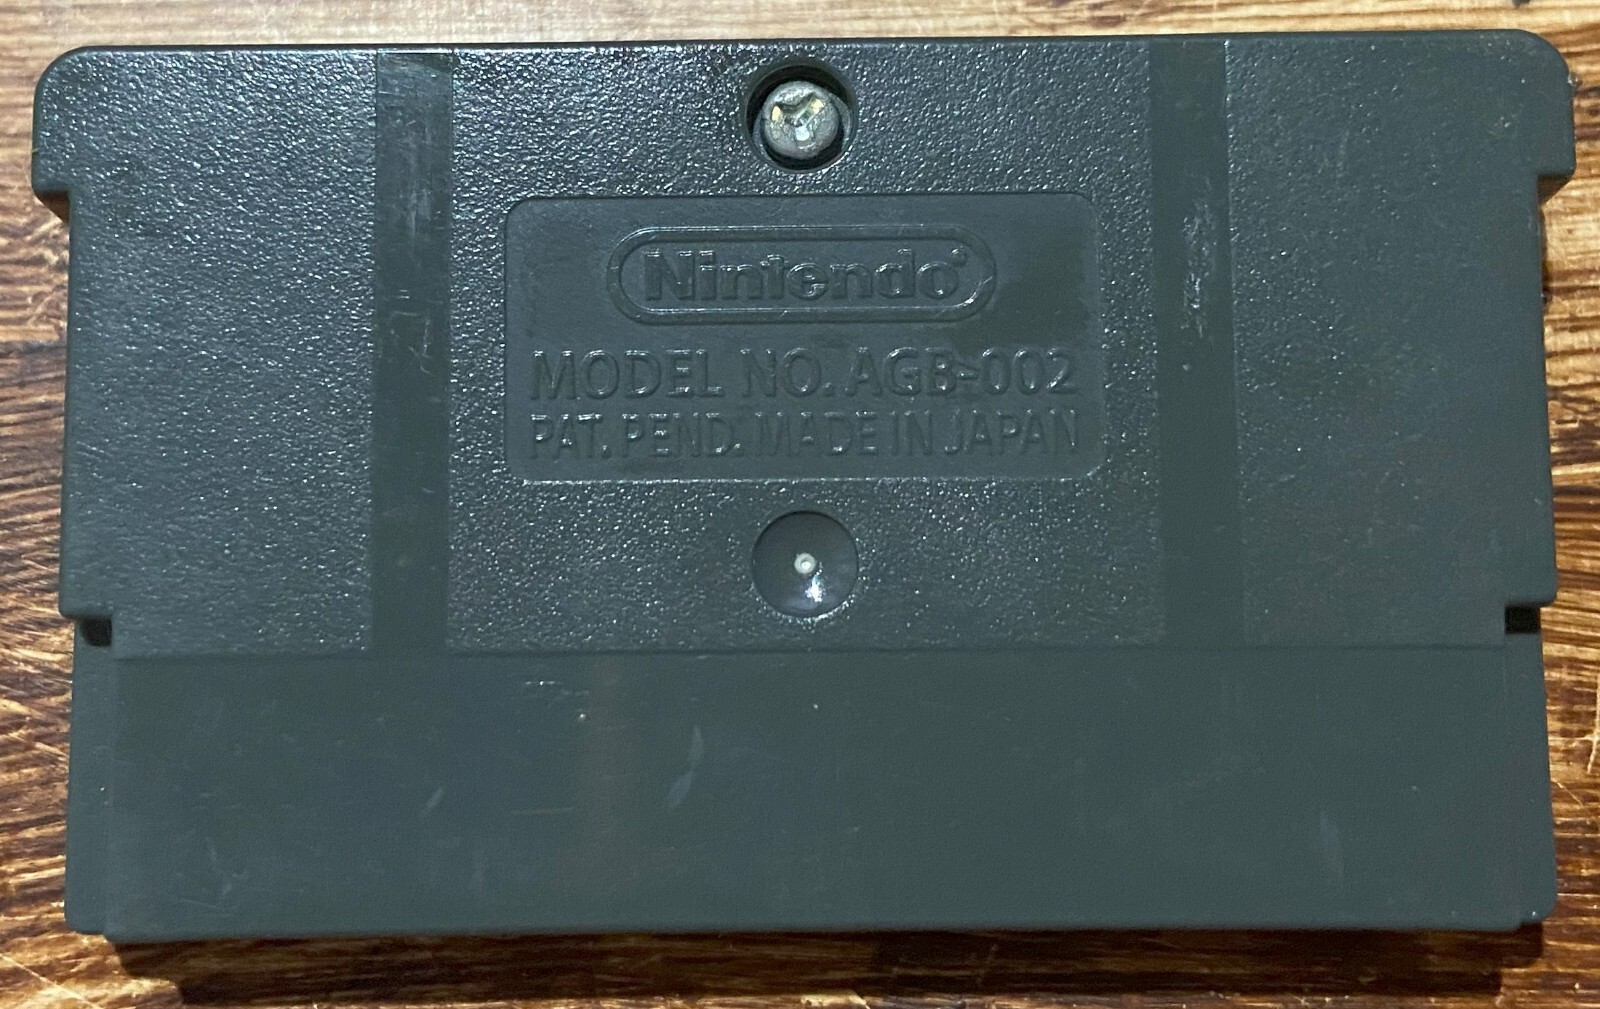 Nintendo®
MODEL NO. AGB-002
PAT. PEND. MADE IN JAPAN